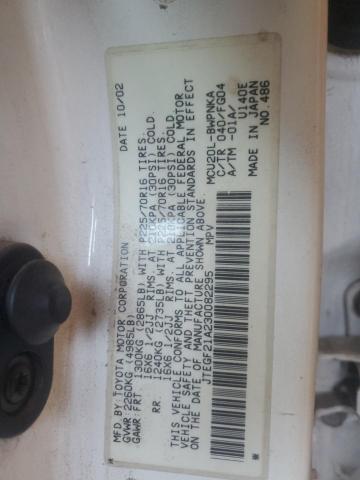 MFD BY: TOYOTA MOTOR CORPORATION DATE 10/02
GVWR:2260KG (4985LB)
GAWR: FRT 1300KG (2865LB) WITH P225/70R16 TIRES.
16X6 1/2JJ RIMS. AT 210KPA (30PSI) COLD
RR 1240KG (2735LB) WITH P225/70R16 TIRES.
16X6 1/2JJ RIMS. AT 210KPA (30PSI) COLD
THIS VEHICLE CONFORMS TO ALL APPLICABLE FEDERAL MOTOR
VEHICLE SAFETY AND THEFT PREVENTION STANDARDS IN EFFECT
ON THE DATE OF MANUFACTURE SHOWN ABOVE.
JTEGF21A230082295 MPV
MCU20L-BWPNKA
C/TR 040/FG04
A/TM -01A/ U140E
MADE IN JAPAN
NO.486